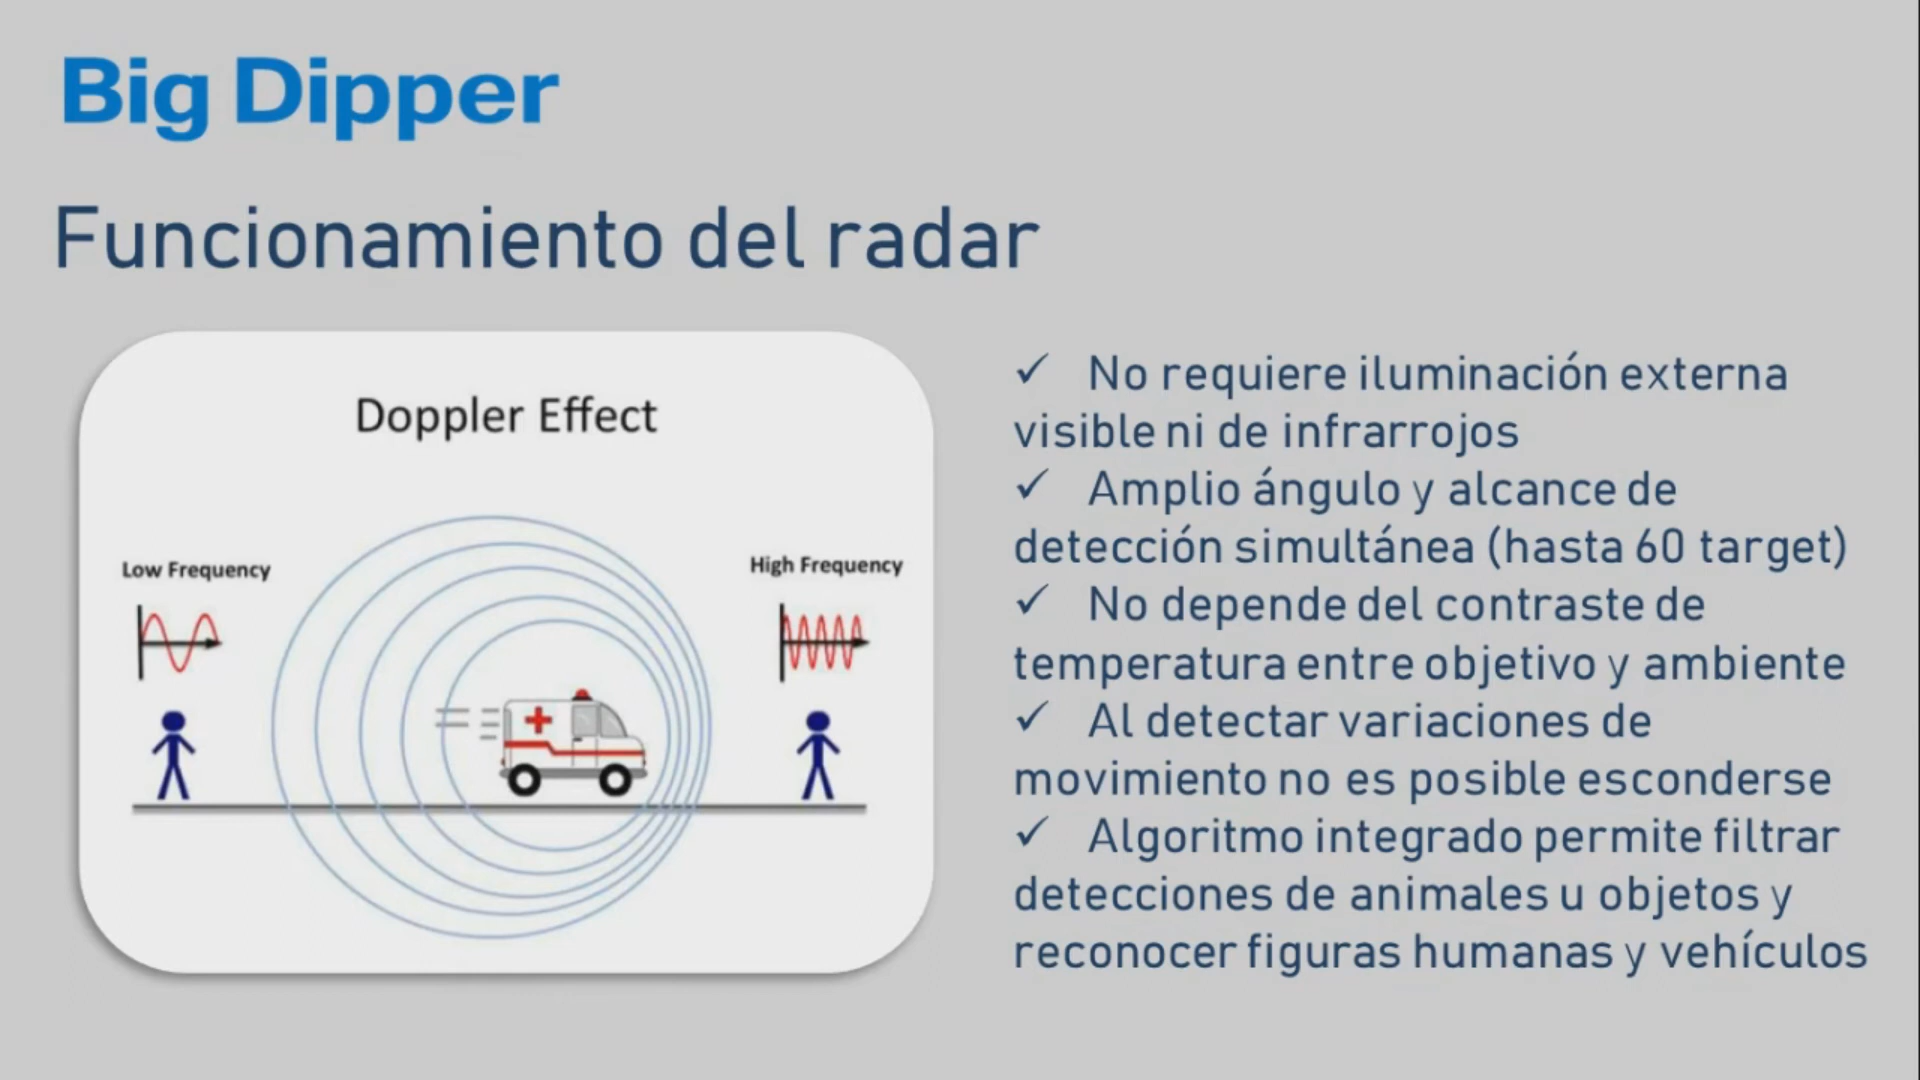 Big Dipper
Funcionamiento del radar
Doppler Effect
Low Frequency
High Frequency
✓ No requiere iluminación externa
visible ni de infrarrojos
✓ Amplio ángulo y alcance de
detección simultánea (hasta 60 target)
✓ No depende del contraste de
temperatura entre objetivo y ambiente
✓ Al detectar variaciones de
movimiento no es posible esconderse
✓ Algoritmo integrado permite filtrar
detecciones de animales u objetos y
reconocer figuras humanas y vehículos